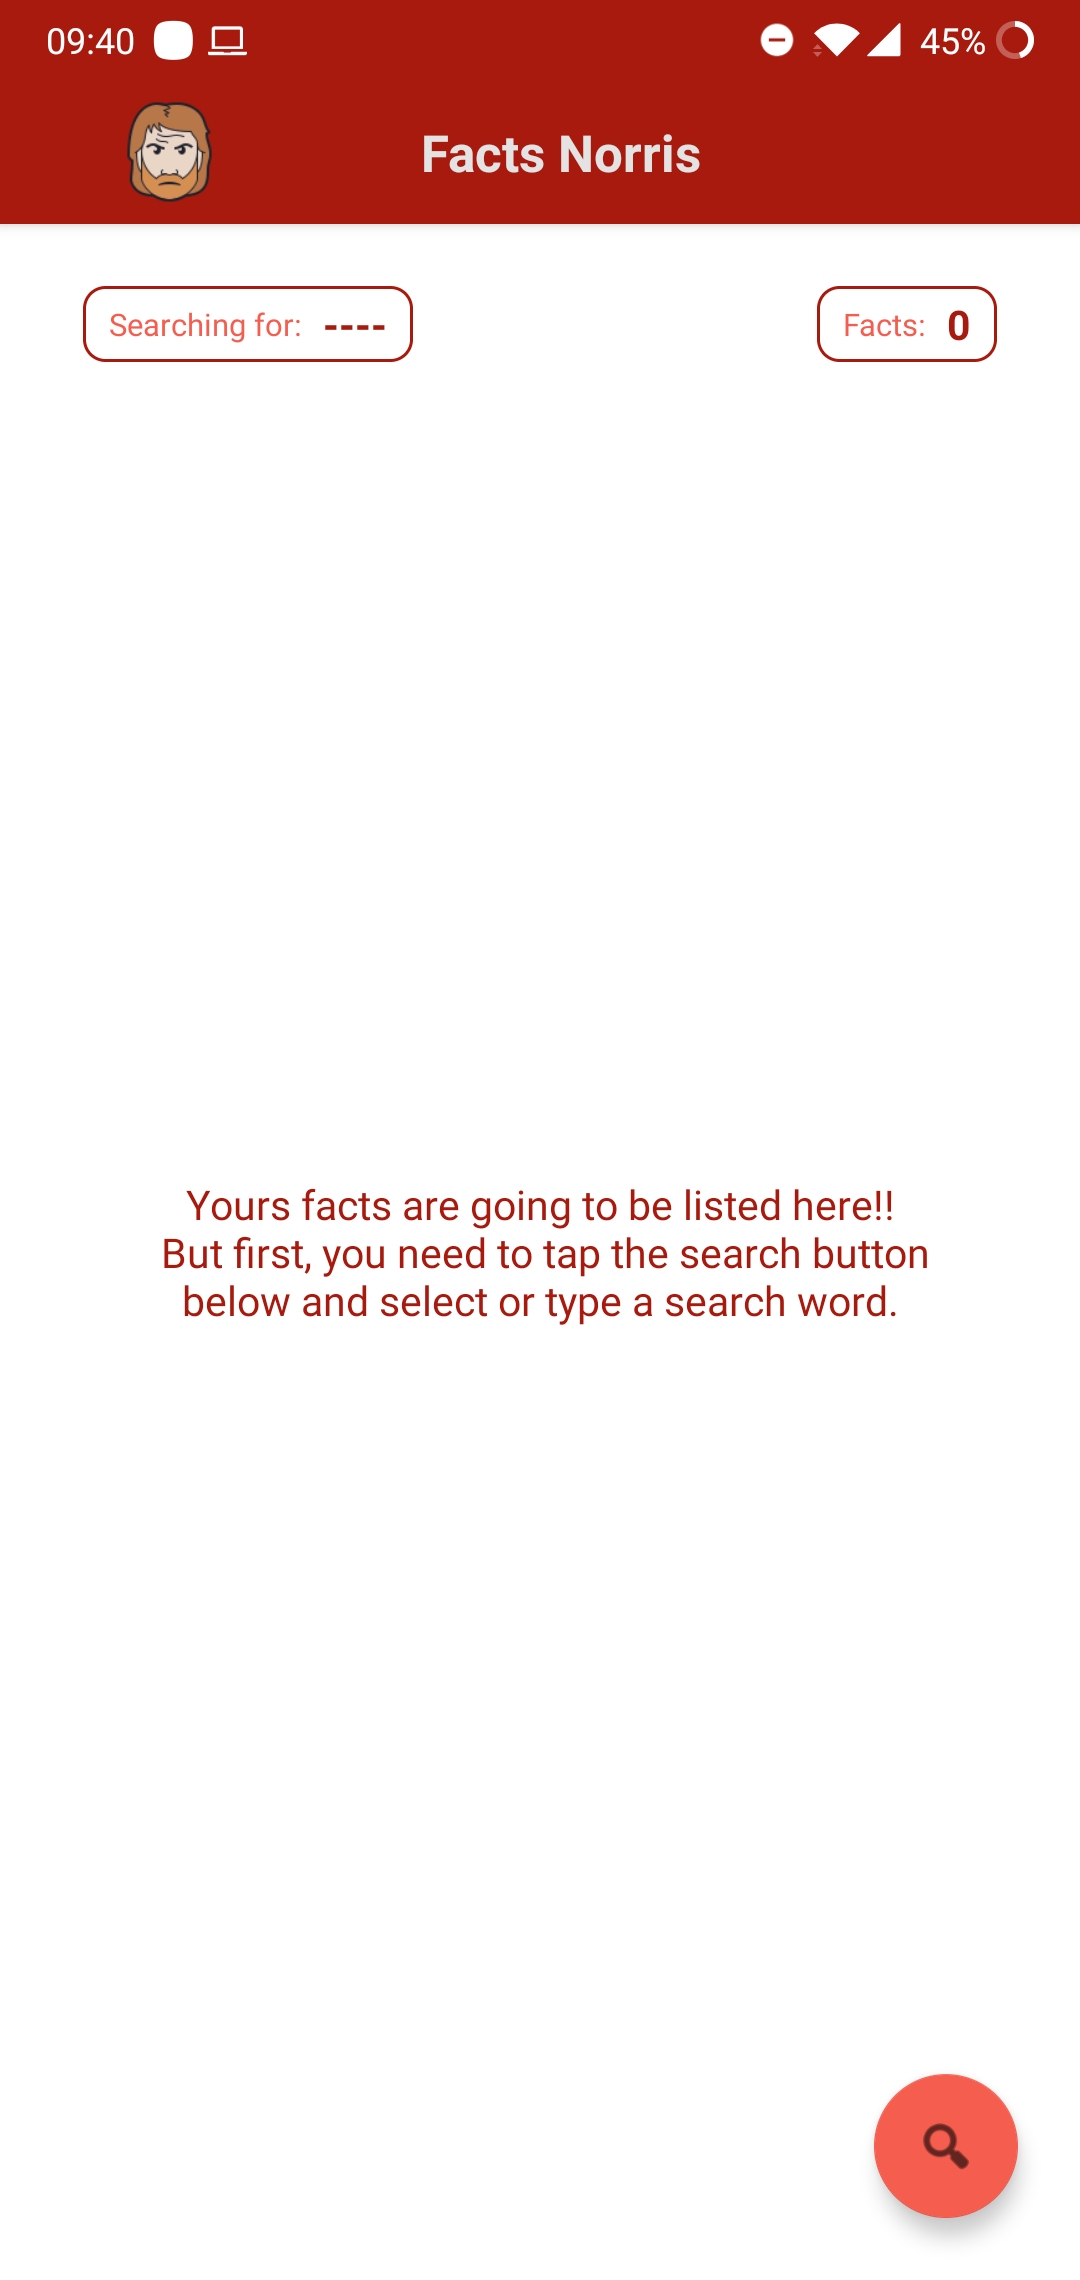 09:40 45%
Facts Norris
Searching for: ---- Facts: 0
Yours facts are going to be listed here!!
But first, you need to tap the search button
below and select or type a search word.